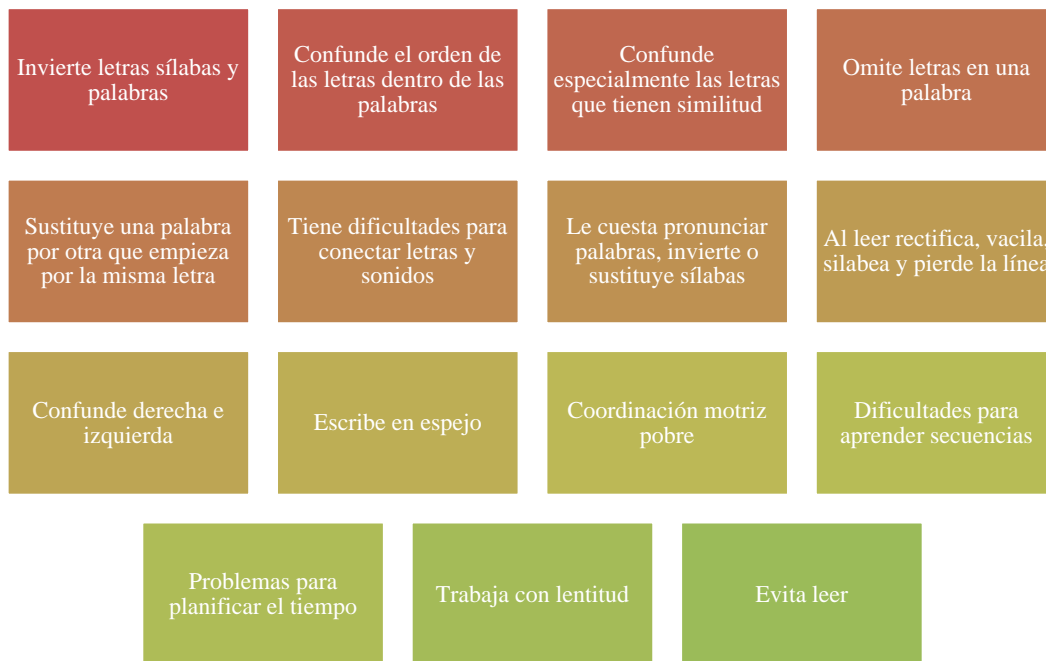 Invierte letras sílabas y
palabras
Confunde el orden de
las letras dentro de las
palabras
Confunde
especialmente las letras
que tienen similitud
Omite letras en una
palabra
Sustituye una palabra
por otra que empieza
por la misma letra
Tiene dificultades para
conectar letras y
sonidos
Le cuesta pronunciar
palabras, invierte o
sustituye sílabas
Al leer rectifica, vacila,
silabea y pierde la línea
Confunde derecha e
izquierda
Escribe en espejo
Coordinación motriz
pobre
Dificultades para
aprender secuencias
Problemas para
planificar el tiempo
Trabaja con lentitud
Evita leer